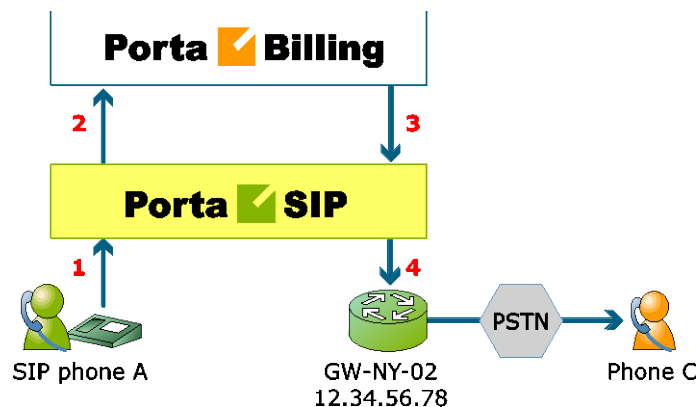 Porta Billing
2
3
Porta SIP
1
4
PSTN
SIP phone A
GW-NY-02
12.34.56.78
Phone C